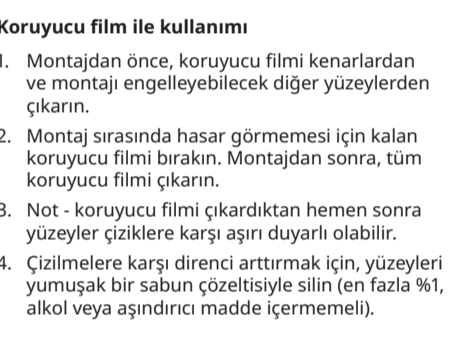 Koruyucu film ile kullanımı
1. Montajdan önce, koruyucu filmi kenarlardan
ve montajı engelleyebilecek diğer yüzeylerden
çıkarın.
2. Montaj sırasında hasar görmemesi için kalan
koruyucu filmi bırakın. Montajdan sonra, tüm
koruyucu filmi çıkarın.
3. Not - koruyucu filmi çıkardıktan hemen sonra
yüzeyler çiziklere karşı aşırı duyarlı olabilir.
4. Çizilmelere karşı direnci arttırmak için, yüzeyleri
yumuşak bir sabun çözeltisiyle silin (en fazla %1,
alkol veya aşındırıcı madde içermemeli).